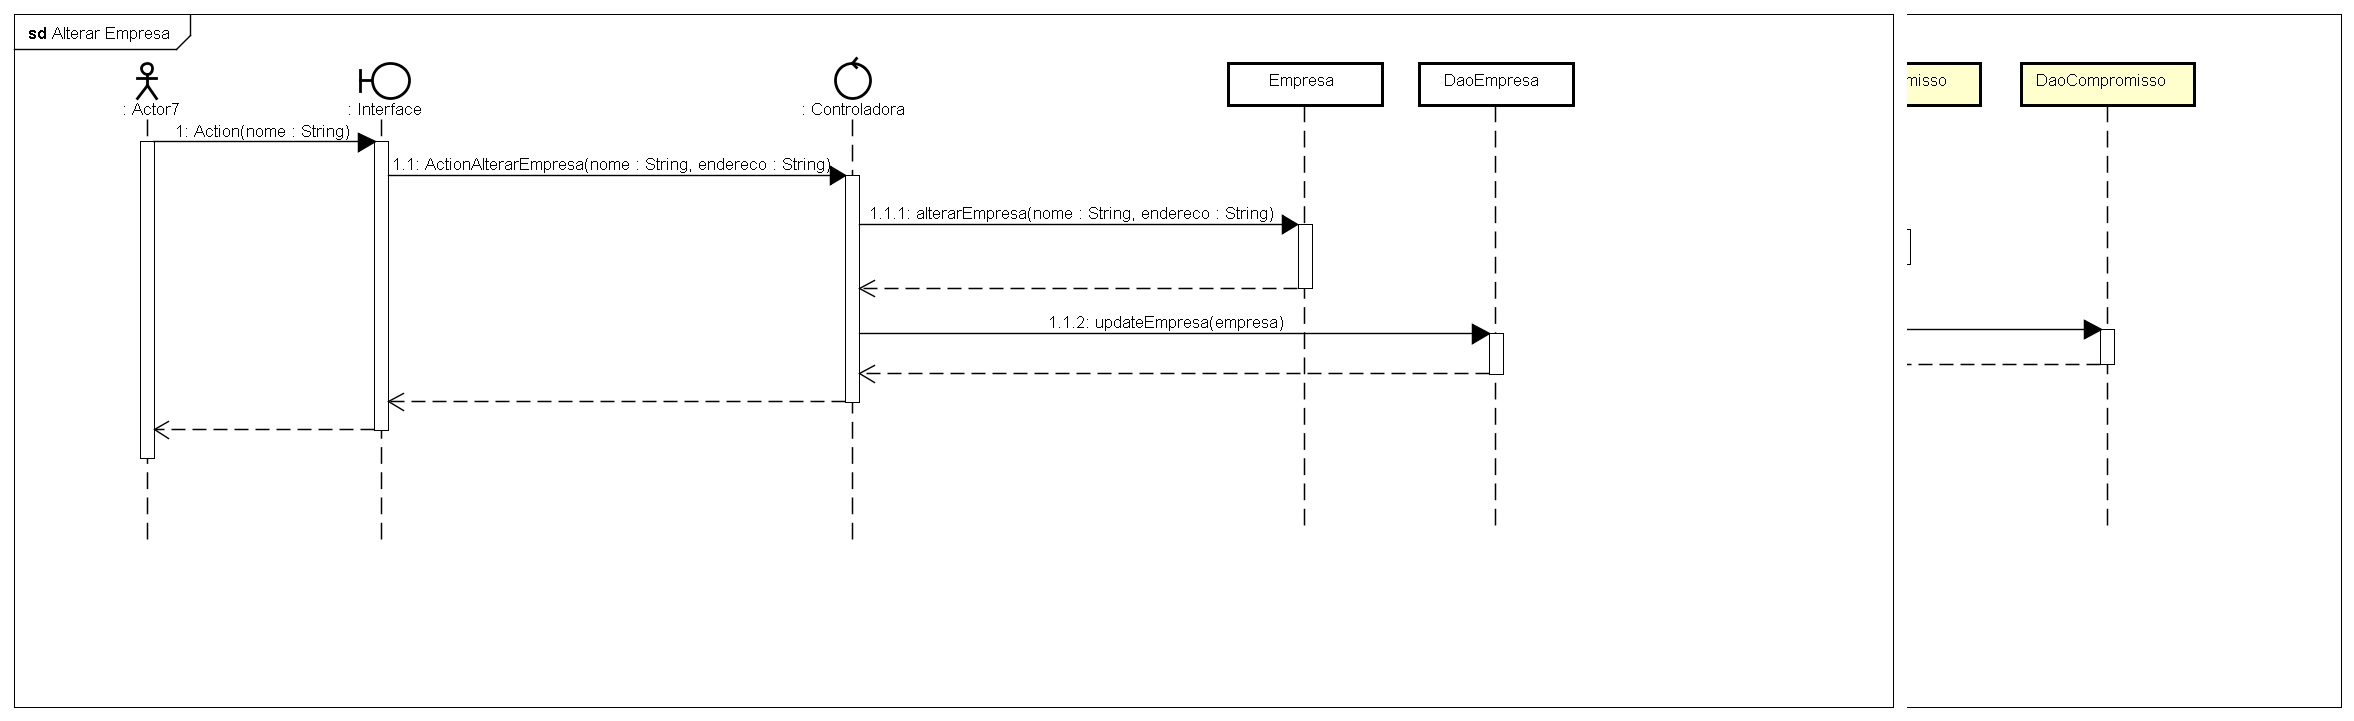 sd Alterar Empresa
: Actor7
: Interface
: Controladora
Empresa
DaoEmpresa
misso
DaoCompromisso
1: Action(nome : String)
1.1: ActionAlterarEmpresa(nome : String, endereco : String)
1.1.1: alterarEmpresa(nome : String, endereco : String)
1.1.2: updateEmpresa(empresa)